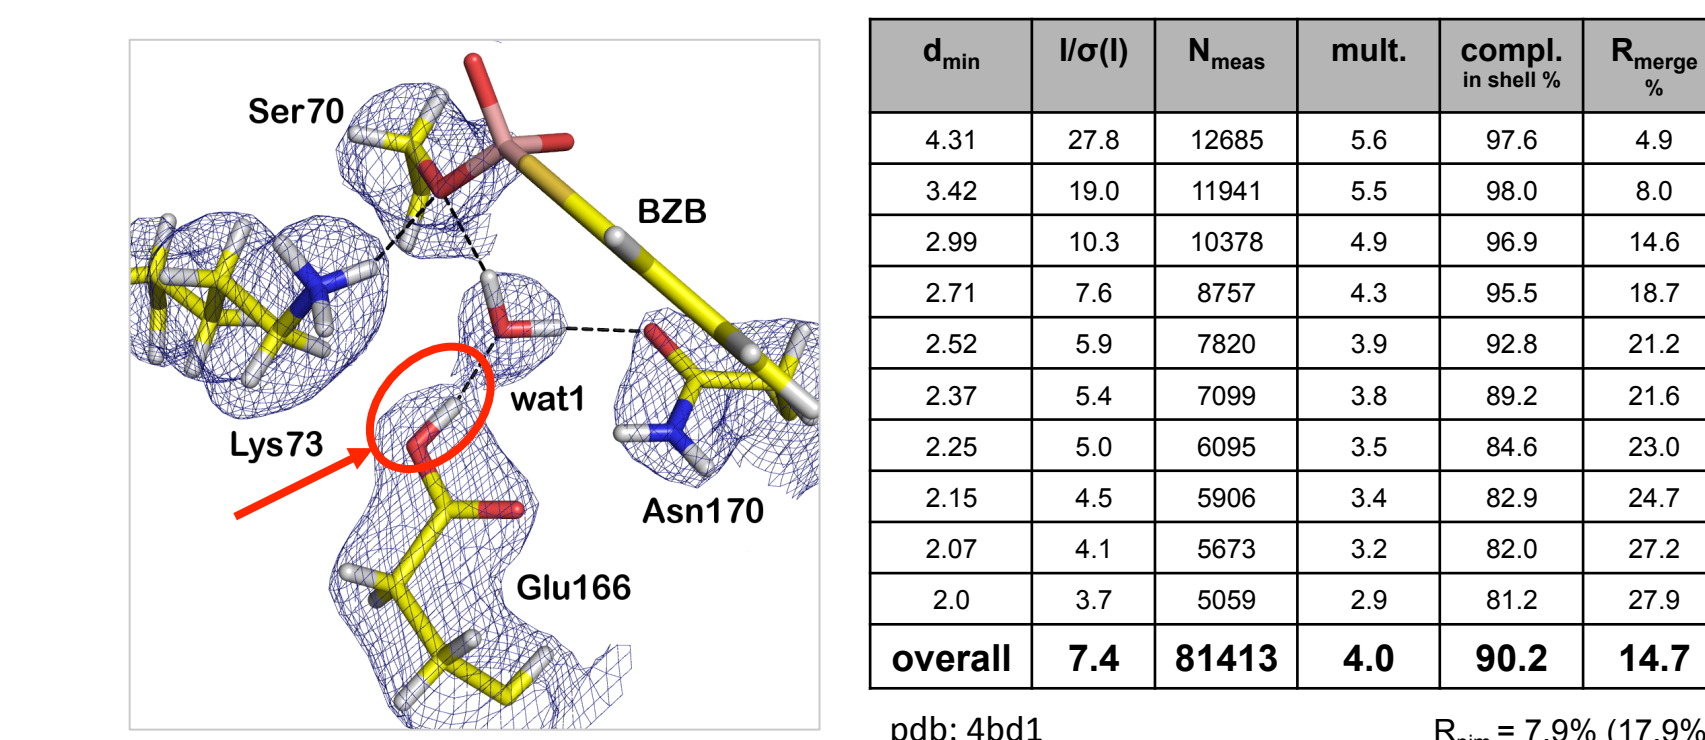 Ser70
BZB
wat1
Lys73
Asn170
Glu166
dmin I/σ(I) Nmeas mult. compl. in shell % Rmerge %
4.31 27.8 12685 5.6 97.6 4.9
3.42 19.0 11941 5.5 98.0 8.0
2.99 10.3 10378 4.9 96.9 14.6
2.71 7.6 8757 4.3 95.5 18.7
2.52 5.9 7820 3.9 92.8 21.2
2.37 5.4 7099 3.8 89.2 21.6
2.25 5.0 6095 3.5 84.6 23.0
2.15 4.5 5906 3.4 82.9 24.7
2.07 4.1 5673 3.2 82.0 27.2
2.0 3.7 5059 2.9 81.2 27.9
overall 7.4 81413 4.0 90.2 14.7
pdb: 4bd1
Rpim = 7.9% (17.9%